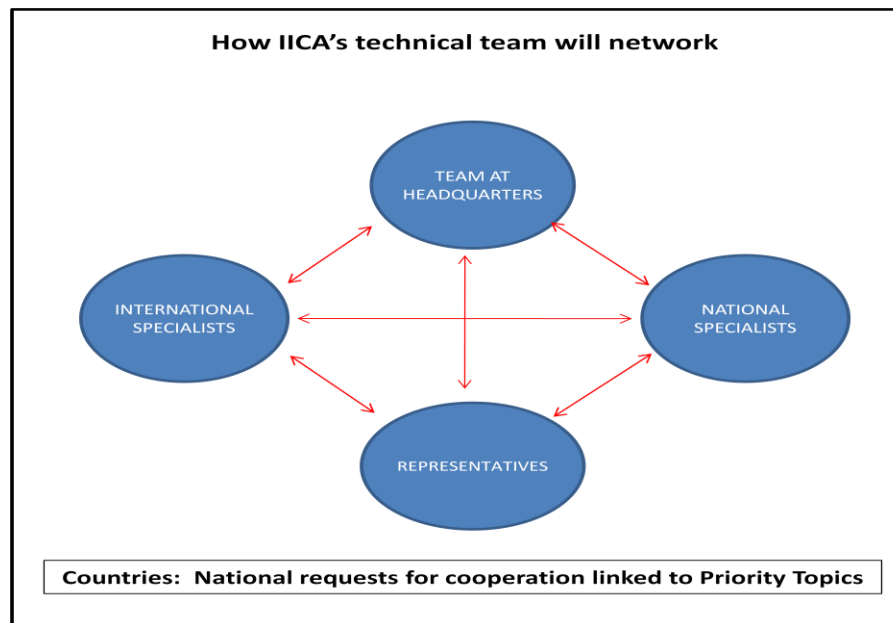 How IICA's technical team will network
TEAM AT
HEADQUARTERS
INTERNATIONAL
SPECIALISTS
NATIONAL
SPECIALISTS
REPRESENTATIVES
Countries:  National requests for cooperation linked to Priority Topics